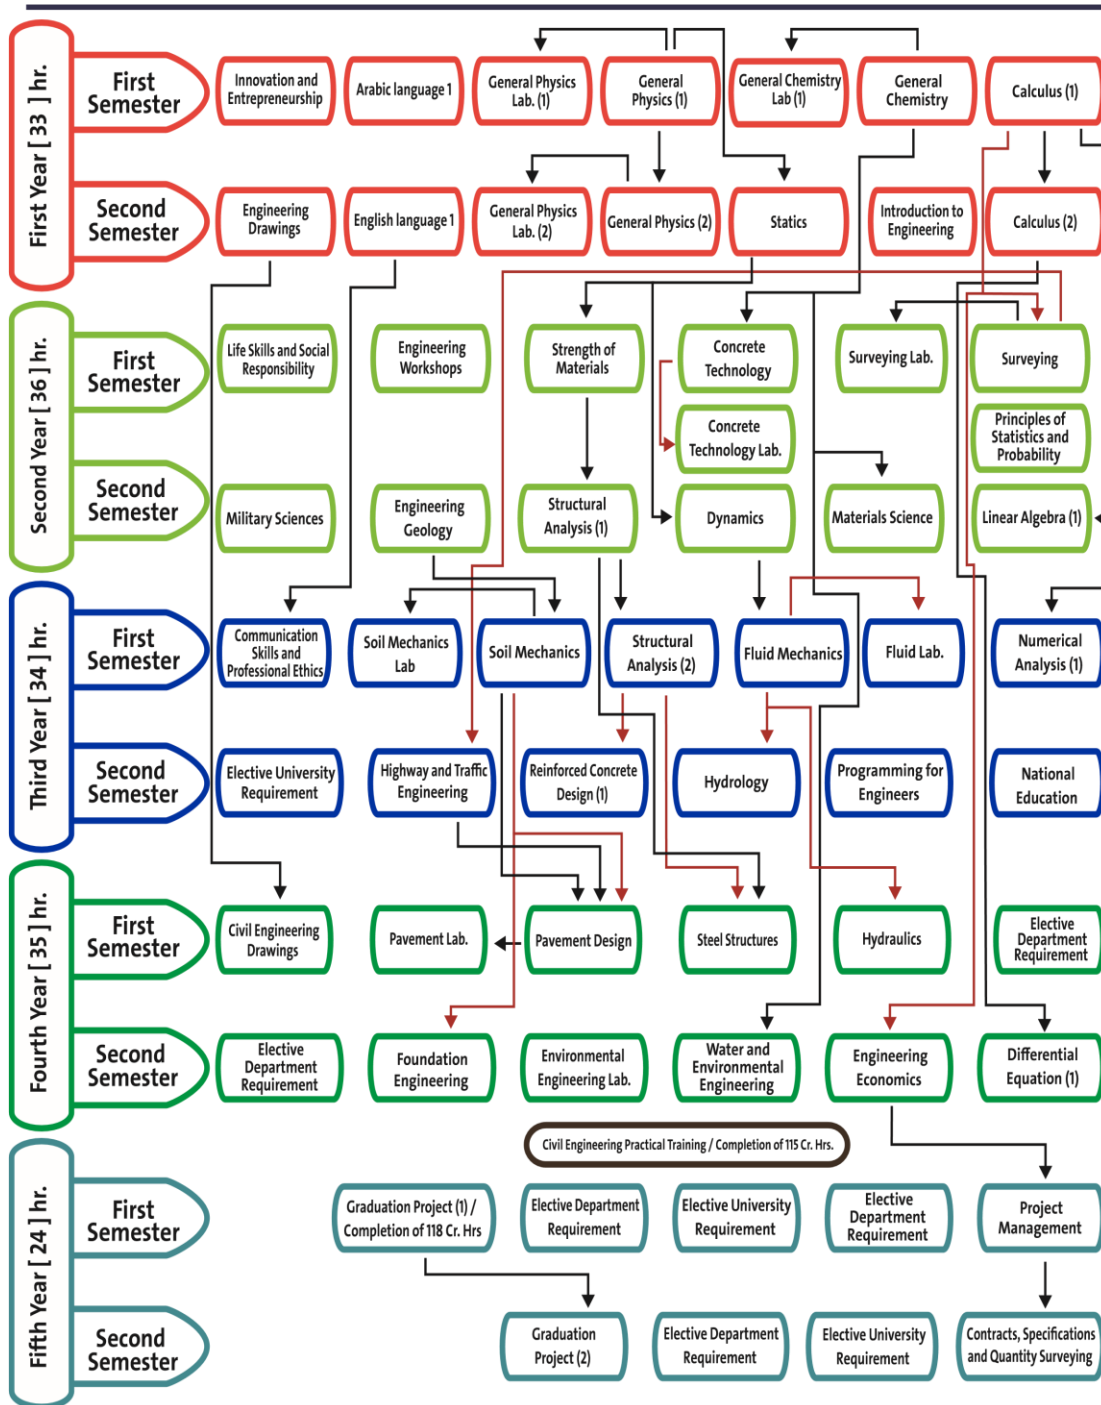 First Year [ 33 ] hr.
First
Semester
Innovation and
Entrepreneurship
Arabic language 1
General Physics
Lab. (1)
General
Physics (1)
General Chemistry
Lab (1)
General
Chemistry
Calculus (1)
Second
Semester
Engineering
Drawings
English language 1
General Physics
Lab. (2)
General Physics (2)
Statics
Introduction to
Engineering
Calculus (2)
Second Year [ 36 ] hr.
First
Semester
Life Skills and Social
Responsibility
Engineering
Workshops
Strength of
Materials
Concrete
Technology
Surveying Lab.
Surveying
Concrete
Technology Lab.
Principles of
Statistics and
Probability
Second
Semester
Military Sciences
Engineering
Geology
Structural
Analysis (1)
Dynamics
Materials Science
Linear Algebra (1)
Third Year [ 34 ] hr.
First
Semester
Communication
Skills and
Professional Ethics
Soil Mechanics
Lab
Soil Mechanics
Structural
Analysis (2)
Fluid Mechanics
Fluid Lab.
Numerical
Analysis (1)
Second
Semester
Elective University
Requirement
Highway and Traffic
Engineering
Reinforced Concrete
Design (1)
Hydrology
Programming for
Engineers
National
Education
Fourth Year [ 35 ] hr.
First
Semester
Civil Engineering
Drawings
Pavement Lab.
Pavement Design
Steel Structures
Hydraulics
Elective
Department
Requirement
Second
Semester
Elective
Department
Requirement
Foundation
Engineering
Environmental
Engineering Lab.
Water and
Environmental
Engineering
Engineering
Economics
Differential
Equation (1)
Civil Engineering Practical Training / Completion of 115 Cr. Hrs.
Fifth Year [ 24 ] hr.
First
Semester
Graduation Project (1) /
Completion of 118 Cr. Hrs
Elective Department
Requirement
Elective University
Requirement
Elective
Department
Requirement
Project
Management
Second
Semester
Graduation
Project (2)
Elective Department
Requirement
Elective University
Requirement
Contracts, Specifications
and Quantity Surveying